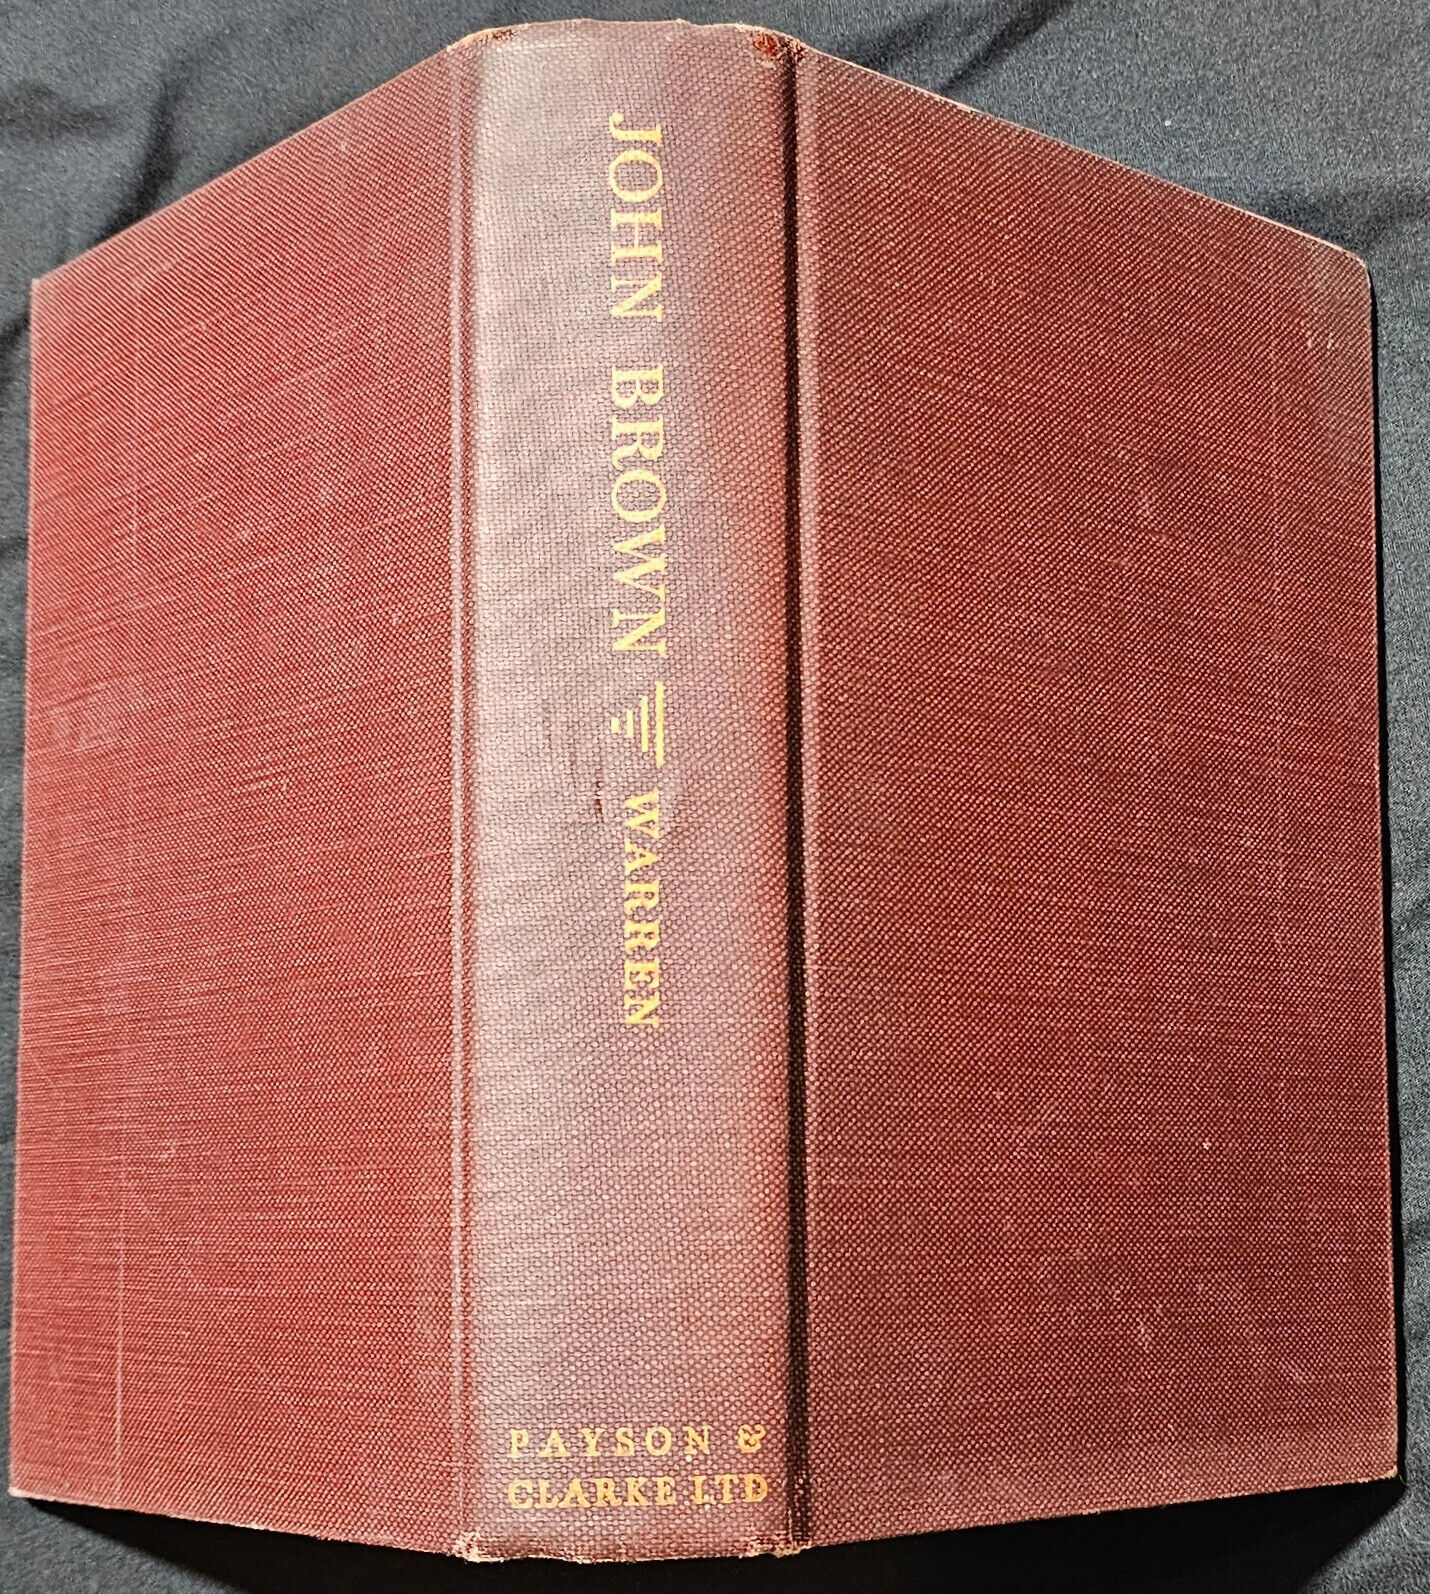 JOHN BROWN
WARREN
PAYSON &
CLARKE LTD